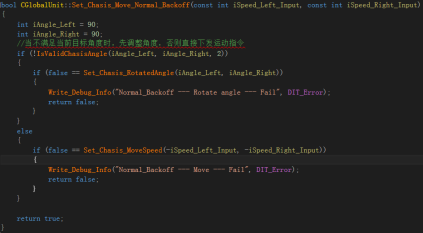 bool CGlobalUnit::Set_Chasis_Move_Normal_Backoff(const int iSpeed_Left_Input, const int iSpeed_Right_Input)
{
int iAngle_Left = 90;
int iAngle_Right = 90;
//当不满足当前目标角度时，先调整角度，否则直接下发运动指令
if (!IsValidChasisAngle(iAngle_Left, iAngle_Right, 2))
{
if (false == Set_Chasis_RotatedAngle(iAngle_Left, iAngle_Right))
{
Write_Debug_Info("Normal_Backoff --- Rotate angle --- Fail", DIT_Error);
return false;
}
}
else
{
if (false == Set_Chasis_MoveSpeed(-iSpeed_Left_Input, -iSpeed_Right_Input))
{
Write_Debug_Info("Normal_Backoff --- Move --- Fail", DIT_Error);
return false;
}
}
return true;
}